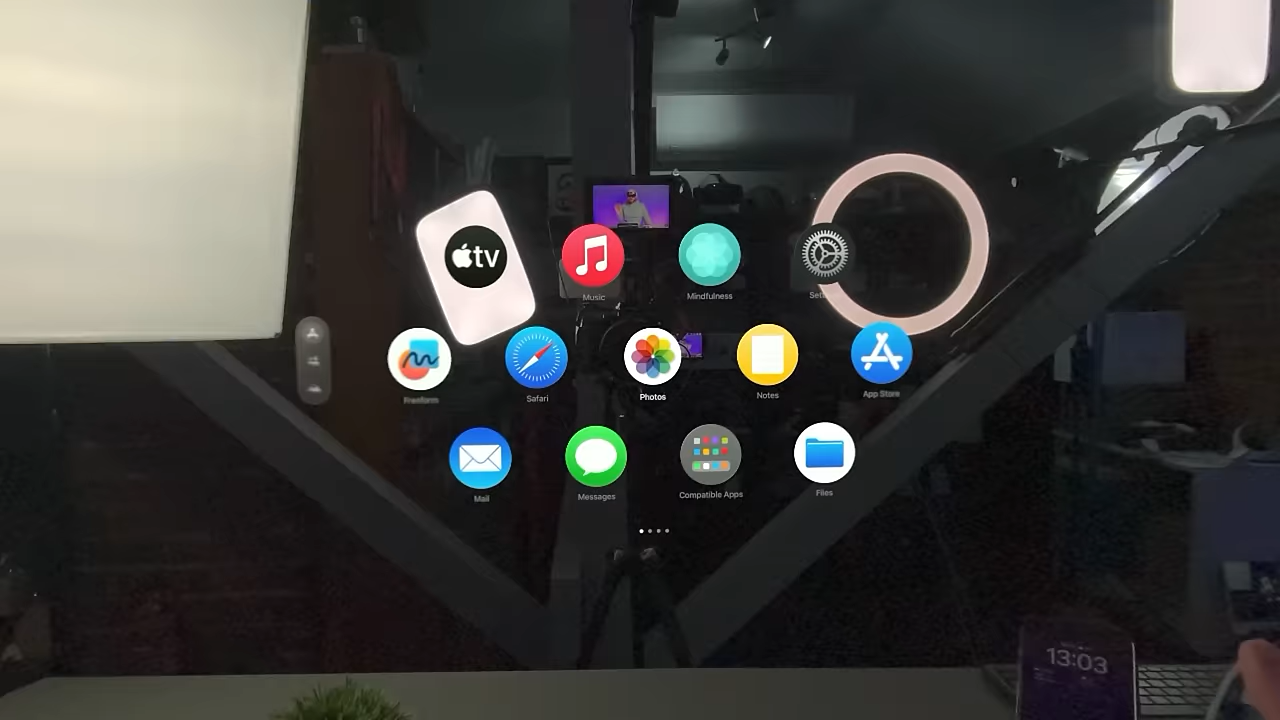 tv
Music
Mindfulness
Freeform
Safari
Photos
Notes
App Store
Mail
Messages
Compatible Apps
Files
13:03